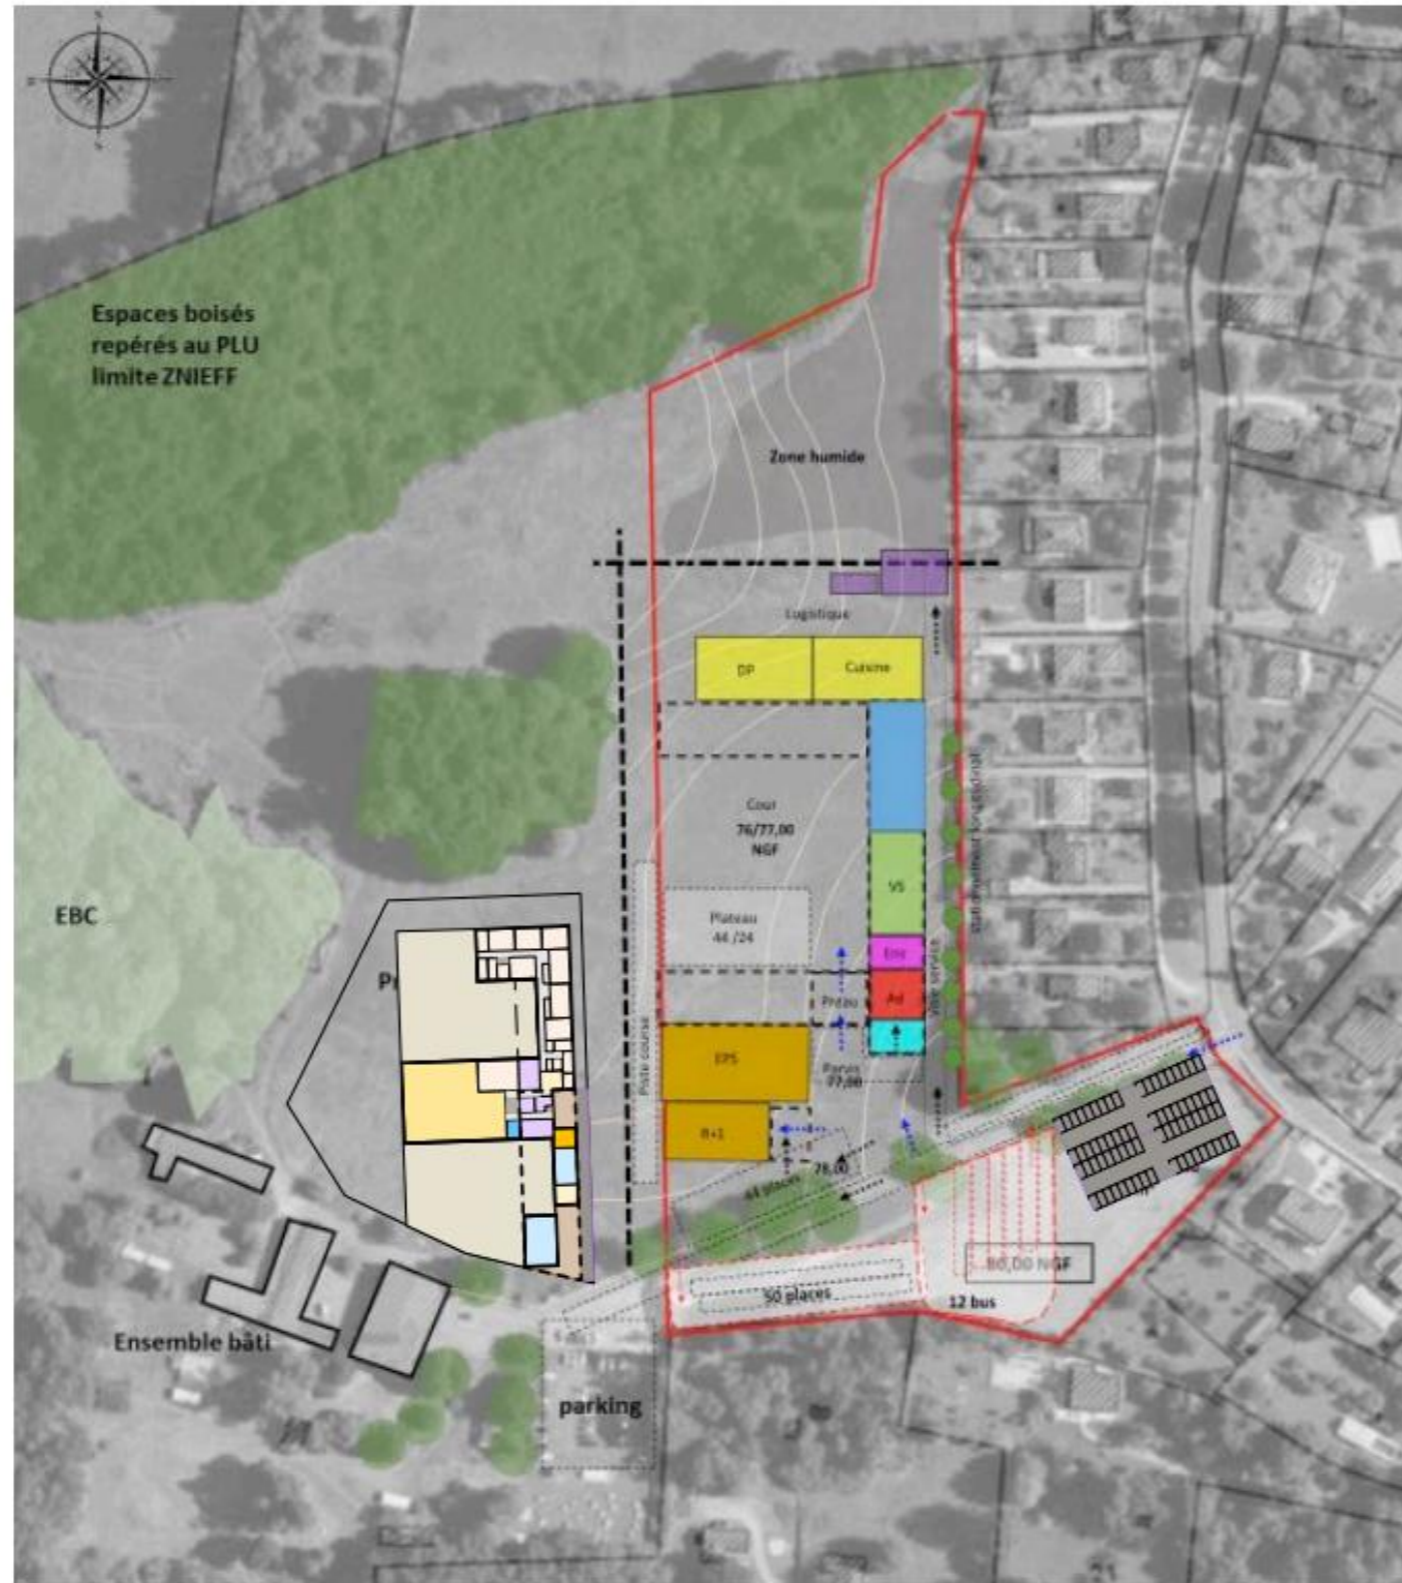 Espaces boisés
repérés au PLU
limite ZNIEFF
Zone humide
Logistique
DP
Cuisine
Cour
76/77,00
NGF
stationnement longitudinal
VS
EBC
Plateau
44 /24
Voie service
Préau
Ad
Piste course
EPS
Parvis
77,00
B+1
78,00
places
80,00 NGF
50 places
12 bus
Ensemble bâti
parking